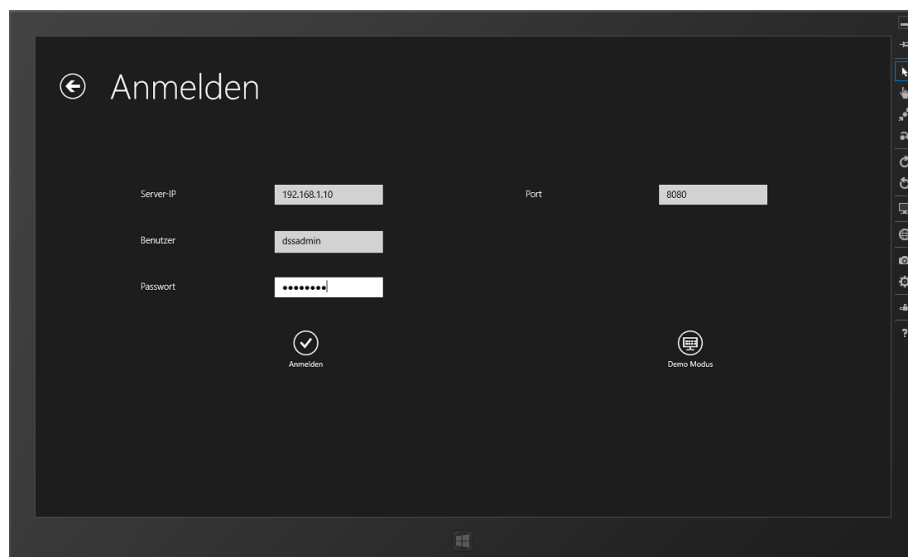 Anmelden
Server-IP 192.168.1.10 Port 8080
Benutzer dssadmin
Passwort ••••••••
Anmelden Demo Modus